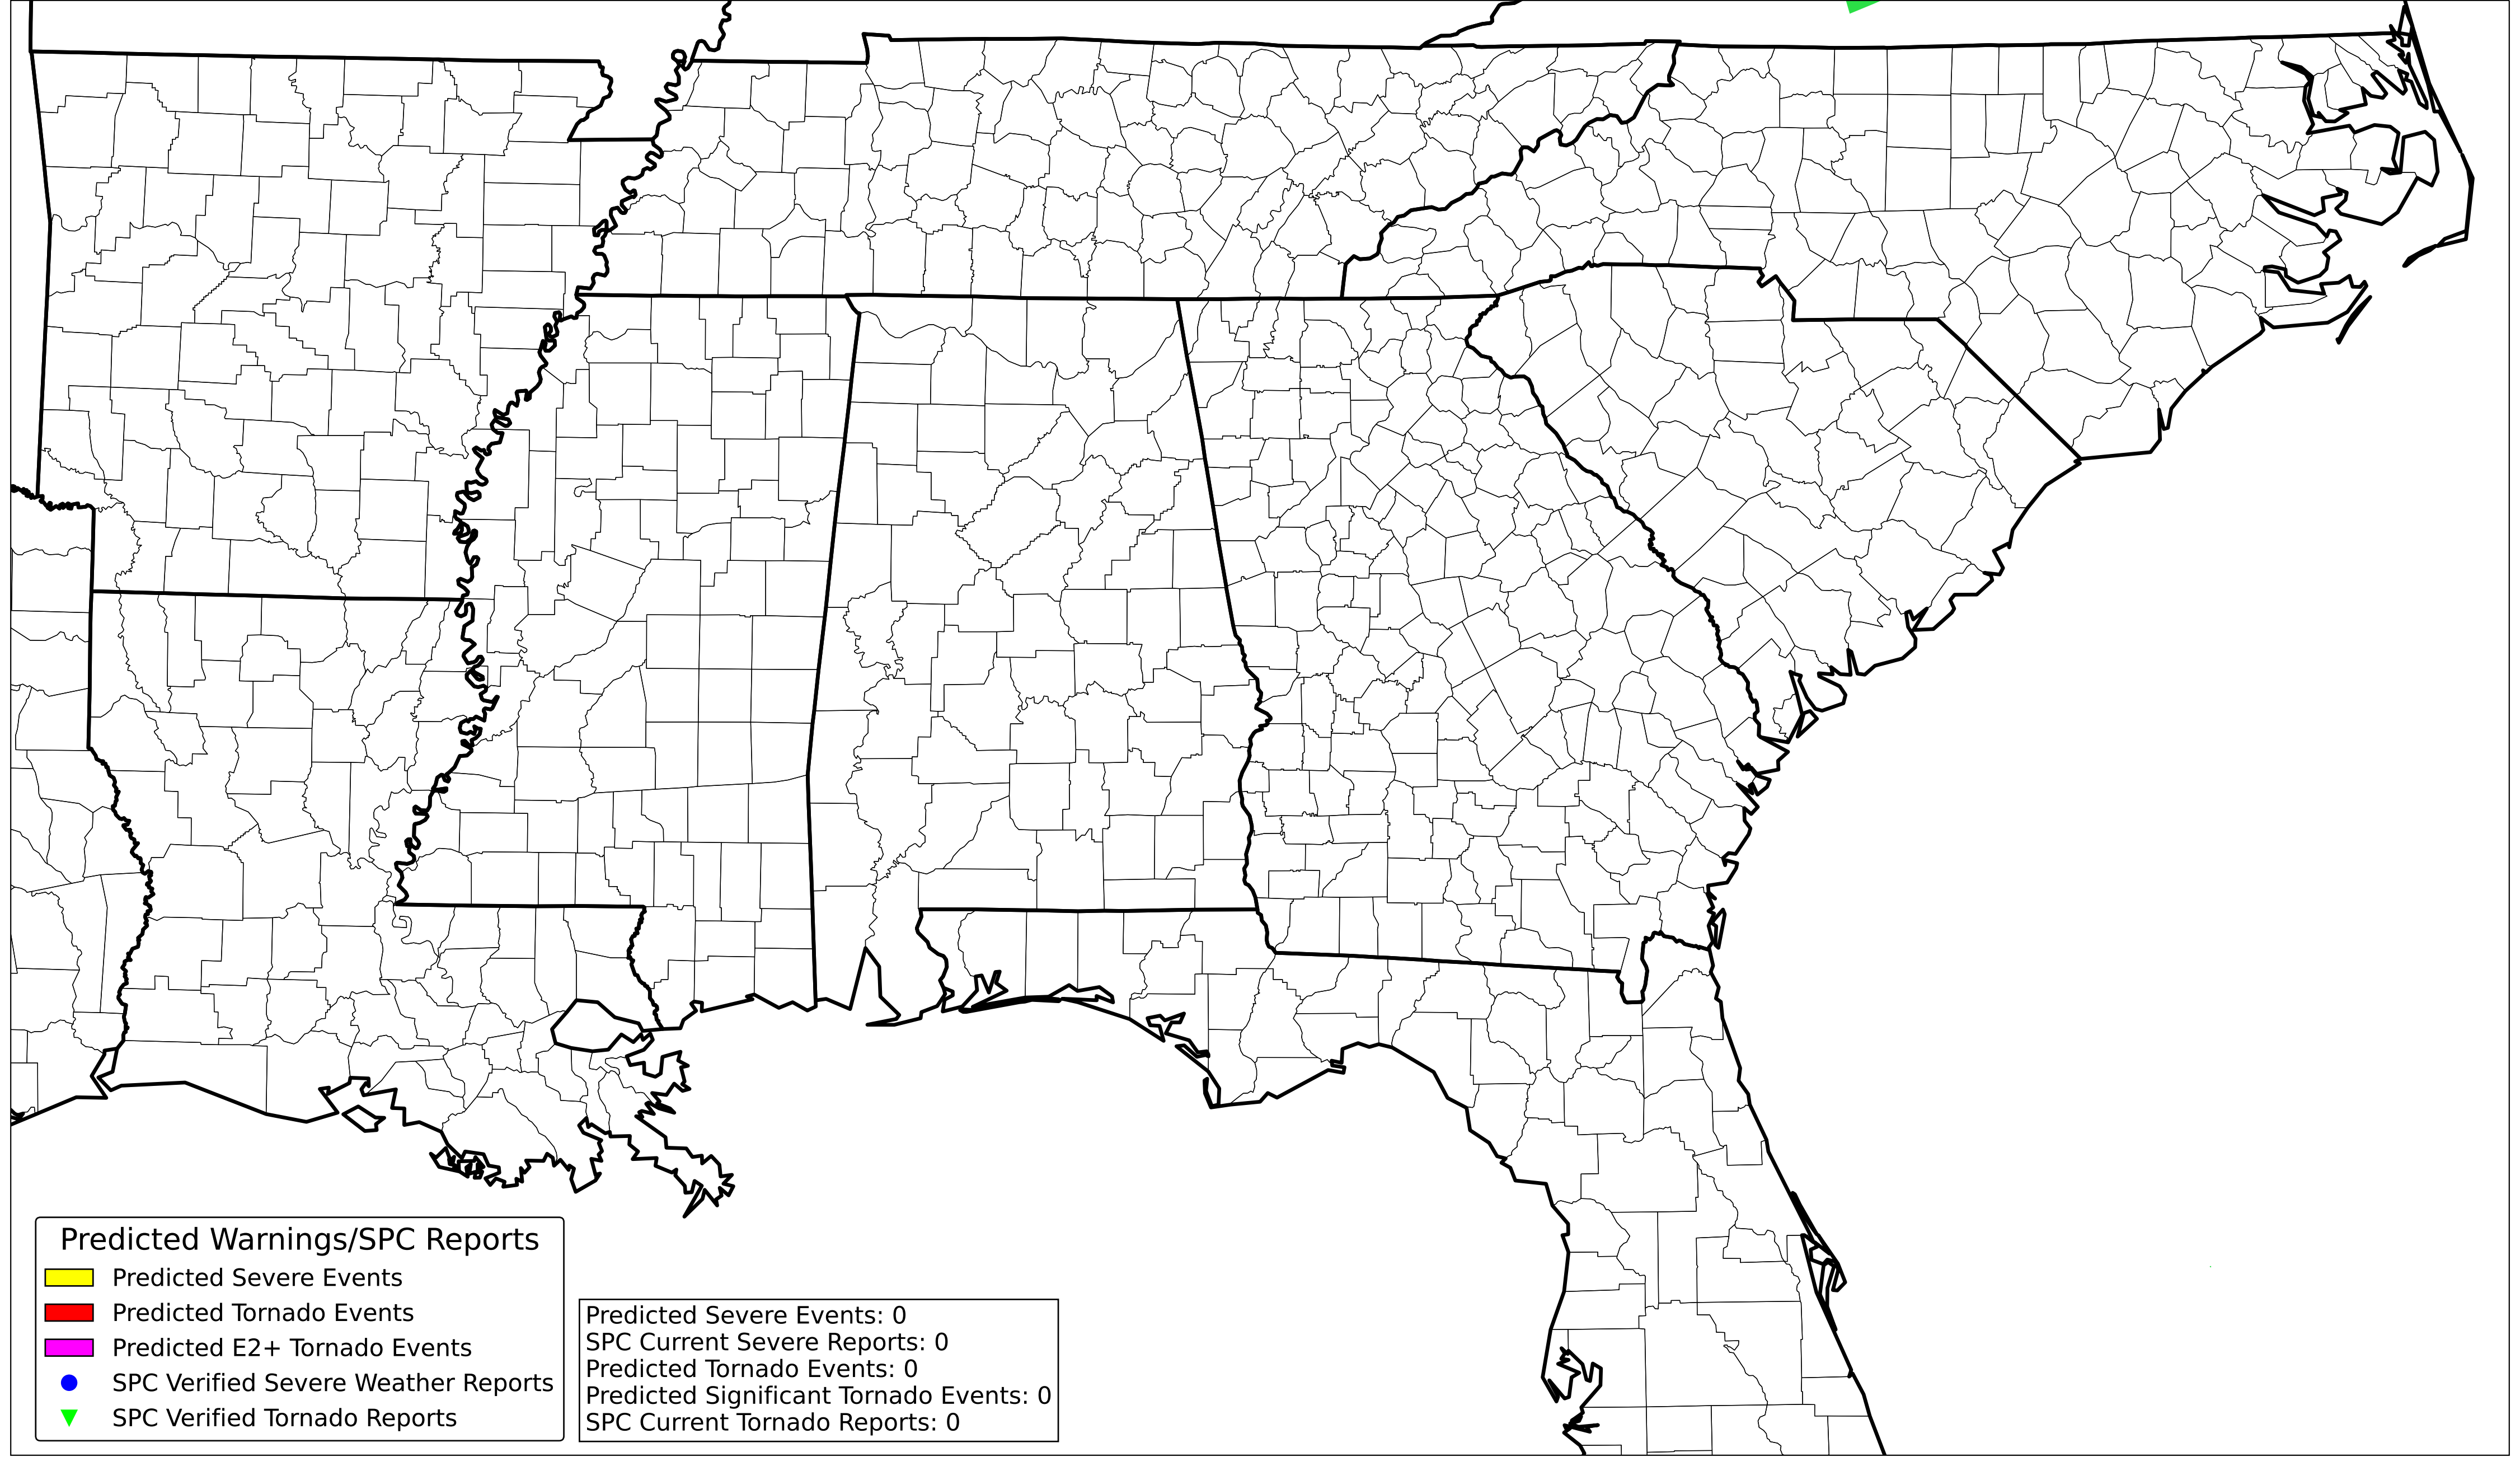 Predicted Warnings/SPC Reports
Predicted Severe Events
Predicted Tornado Events
Predicted E2+ Tornado Events
SPC Verified Severe Weather Reports
SPC Verified Tornado Reports
Predicted Severe Events: 0
SPC Current Severe Reports: 0
Predicted Tornado Events: 0
Predicted Significant Tornado Events: 0
SPC Current Tornado Reports: 0